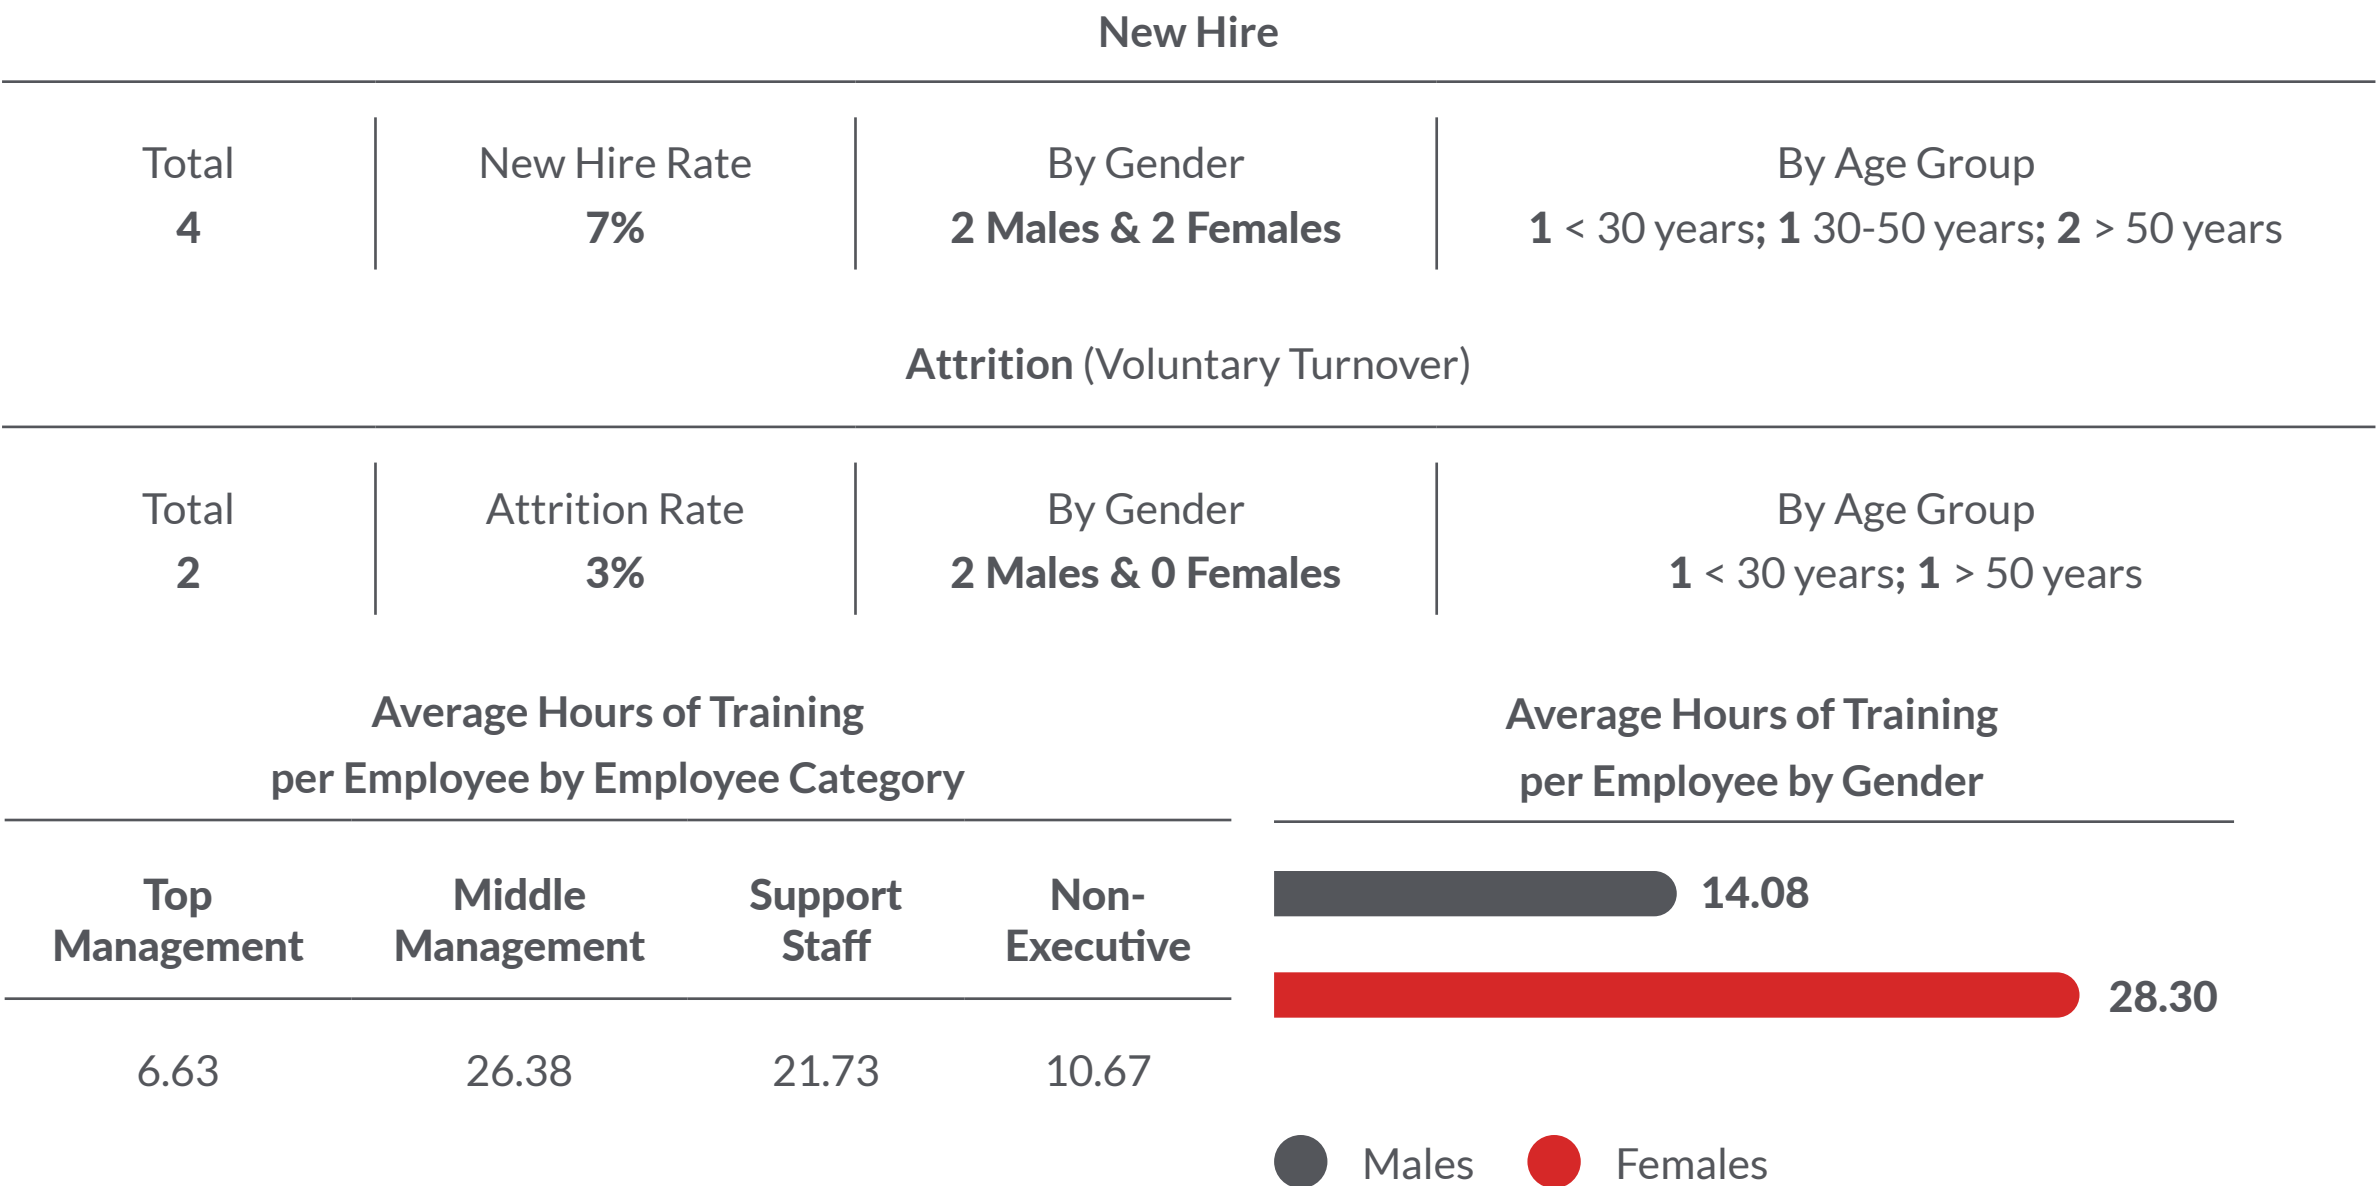 New Hire
Total
4
New Hire Rate
7%
By Gender
2 Males & 2 Females
By Age Group
1 < 30 years; 1 30-50 years; 2 > 50 years
Attrition (Voluntary Turnover)
Total
2
Attrition Rate
3%
By Gender
2 Males & 0 Females
By Age Group
1 < 30 years; 1 > 50 years
Average Hours of Training
per Employee by Employee Category
Top
Management
Middle
Management
Support
Staff
Non-
Executive
6.63
26.38
21.73
10.67
Average Hours of Training
per Employee by Gender
14.08
28.30
Males
Females